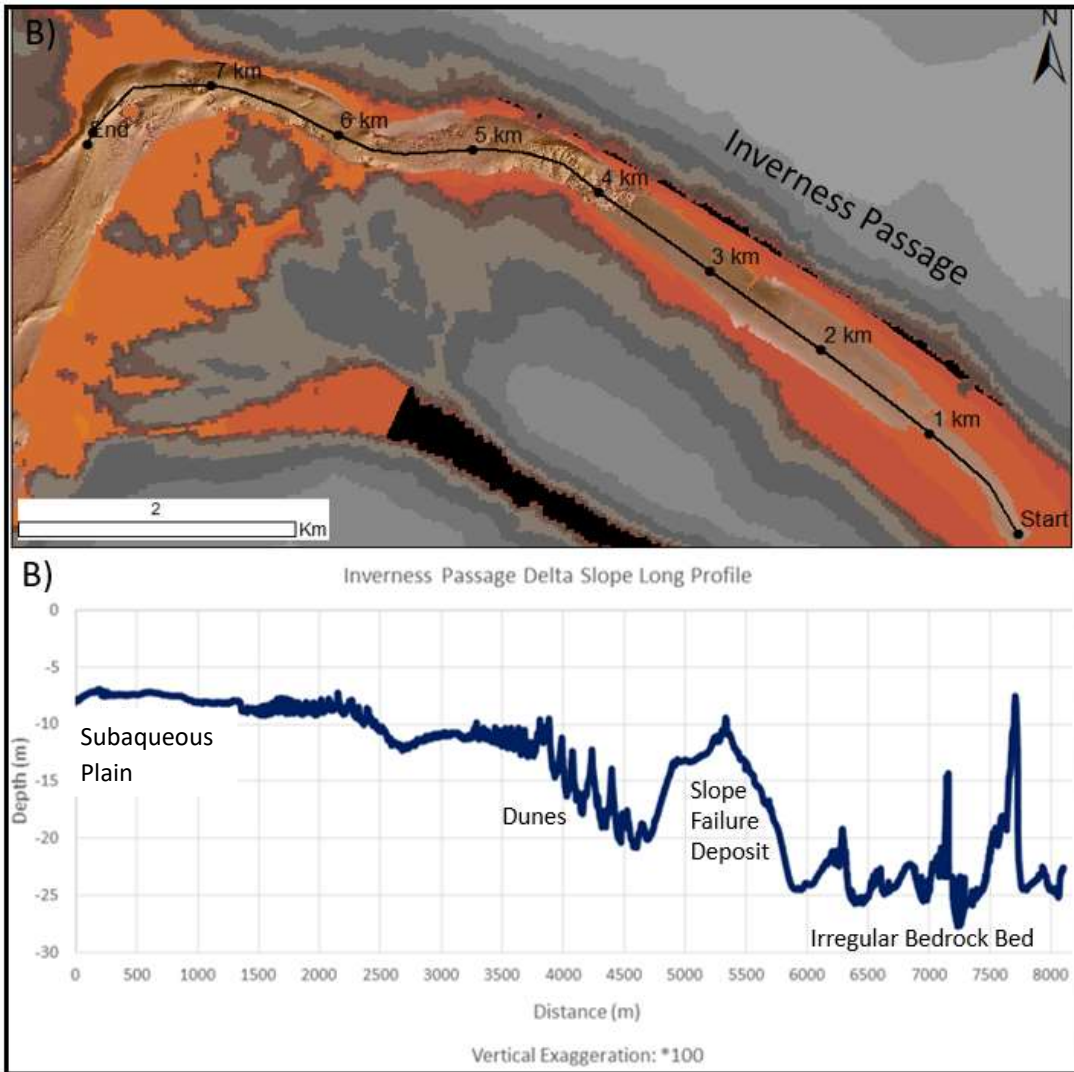 B)
N
7 km
End
6 km
5 km
4 km
Inverness Passage
3 km
2 km
1 km
Start
2
Km
B)
Inverness Passage Delta Slope Long Profile
0
-5
-10
-15
-20
-25
-30
Depth (m)
Subaqueous
Plain
Dunes
Slope
Failure
Deposit
Irregular Bedrock Bed
0 500 1000 1500 2000 2500 3000 3500 4000 4500 5000 5500 6000 6500 7000 7500 8000
Distance (m)
Vertical Exaggeration: *100